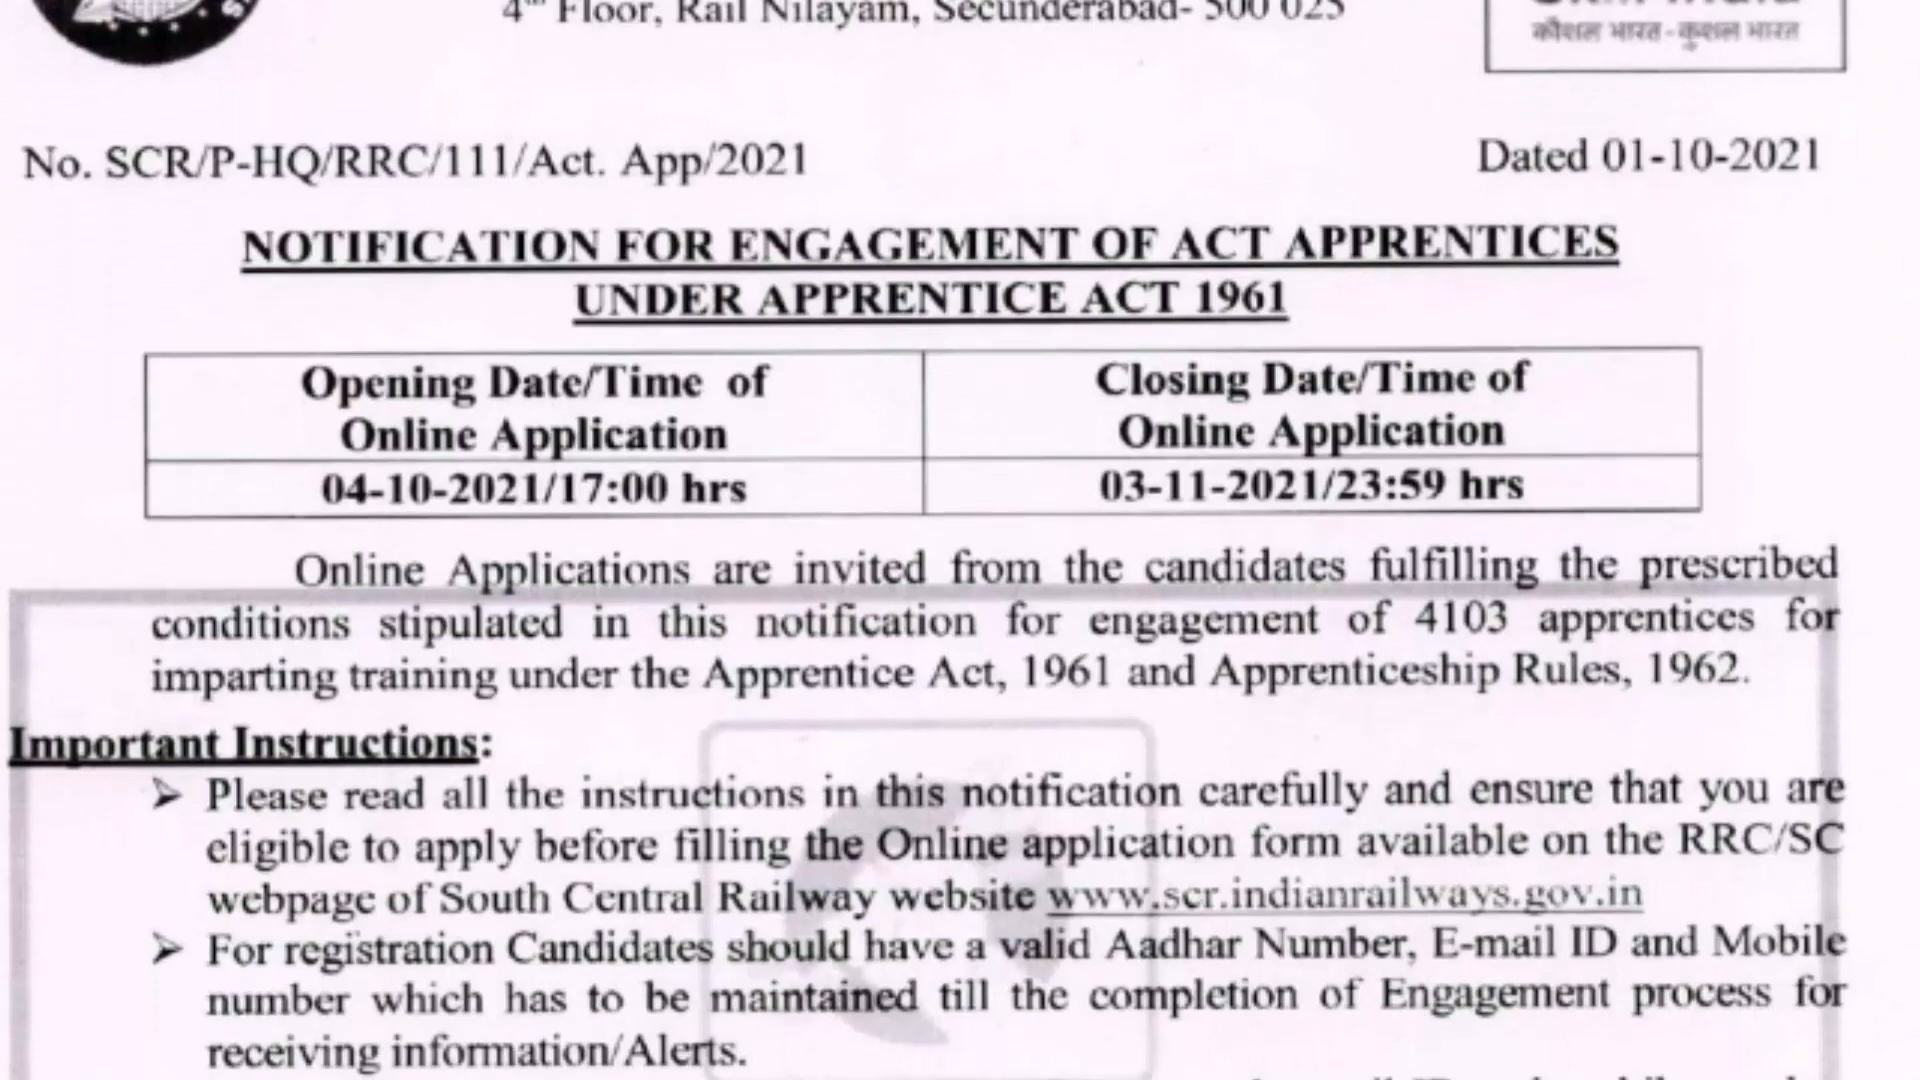 4th Floor, Rail Nilayam, Secunderabad- 500 025
कौशल भारत - कुशल भारत
No. SCR/P-HQ/RRC/111/Act. App/2021
Dated 01-10-2021
NOTIFICATION FOR ENGAGEMENT OF ACT APPRENTICES
UNDER APPRENTICE ACT 1961
Opening Date/Time of
Online Application
Closing Date/Time of
Online Application
04-10-2021/17:00 hrs
03-11-2021/23:59 hrs
Online Applications are invited from the candidates fulfilling the prescribed
conditions stipulated in this notification for engagement of 4103 apprentices for
imparting training under the Apprentice Act, 1961 and Apprenticeship Rules, 1962.
Important Instructions:
➢ Please read all the instructions in this notification carefully and ensure that you are
eligible to apply before filling the Online application form available on the RRC/SC
webpage of South Central Railway website www.scr.indianrailways.gov.in
➢ For registration Candidates should have a valid Aadhar Number, E-mail ID and Mobile
number which has to be maintained till the completion of Engagement process for
receiving information/Alerts.